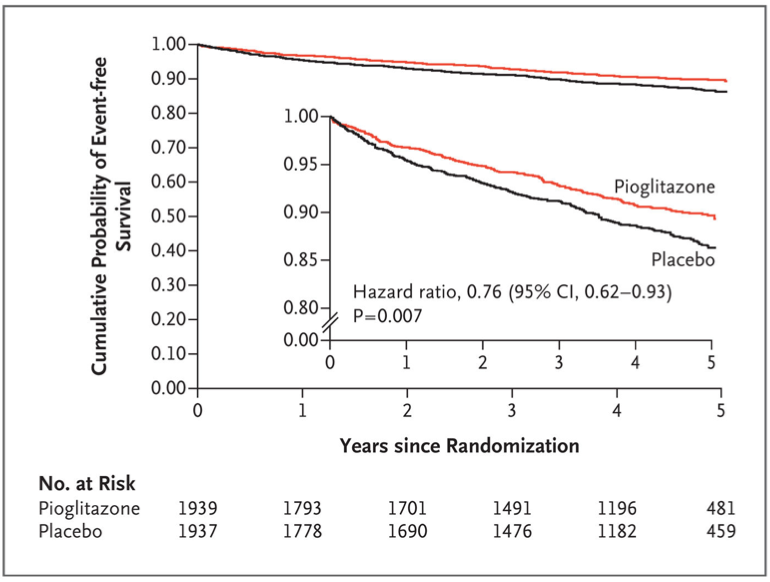 Cumulative Probability of Event-free
Survival
1.00
0.90
0.80
0.70
0.60
0.50
0.40
0.30
0.20
0.10
0.00
1.00
0.95
0.90
0.85
0.80
0.00
Pioglitazone
Placebo
Hazard ratio, 0.76 (95% CI, 0.62–0.93)
P=0.007
0 1 2 3 4 5
0 1 2 3 4 5
Years since Randomization
No. at Risk
Pioglitazone 1939 1793 1701 1491 1196 481
Placebo 1937 1778 1690 1476 1182 459